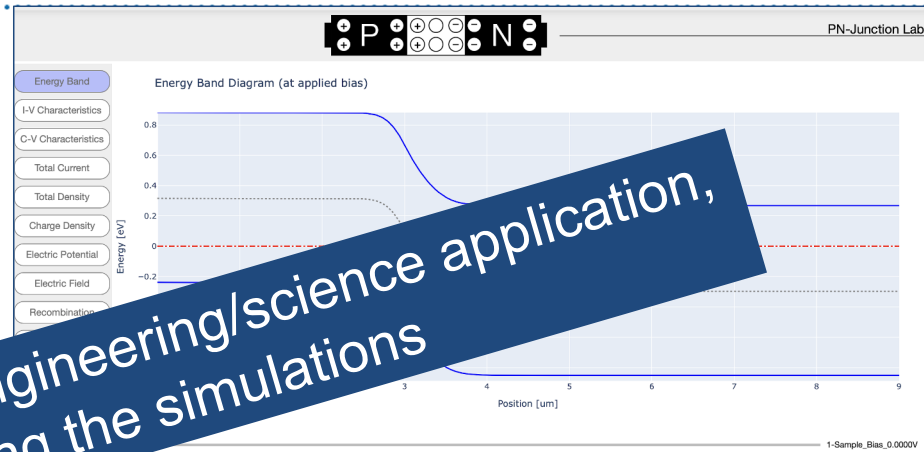 P N
PN-Junction Lab
Energy Band
Energy Band Diagram (at applied bias)
I-V Characteristics
C-V Characteristics
Total Current
Total Density
Charge Density
Electric Potential
Electric Field
Recombination
Energy [eV]
0.8
0.6
0.4
0.2
0
−0.2
engineering/science application,
the simulations
3 4 5 6 7 8 9
Position [um]
1-Sample_Bias_0.0000V